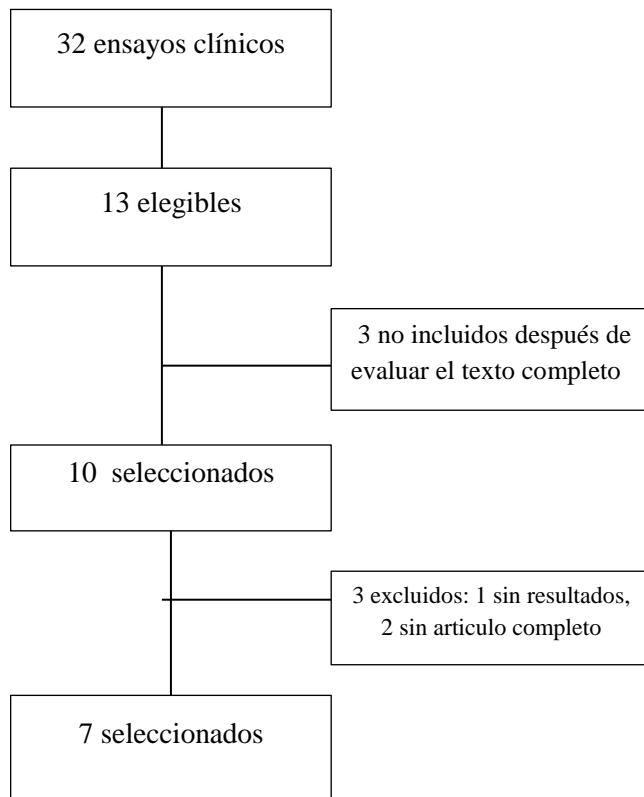 32 ensayos clínicos
13 elegibles
3 no incluidos después de
evaluar el texto completo
10 seleccionados
3 excluidos: 1 sin resultados,
2 sin articulo completo
7 seleccionados